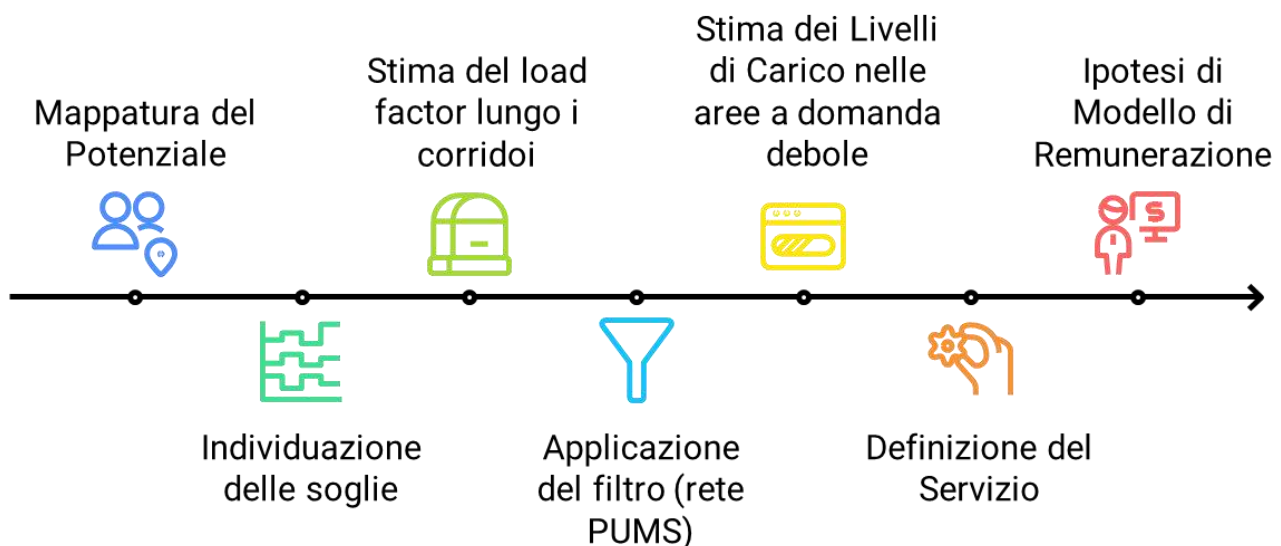 Mappatura del
Potenziale
Individuazione
delle soglie
Stima del load
factor lungo i
corridoi
Applicazione
del filtro (rete
PUMS)
Stima dei Livelli
di Carico nelle
aree a domanda
debole
Definizione del
Servizio
Ipotesi di
Modello di
Remunerazione
S